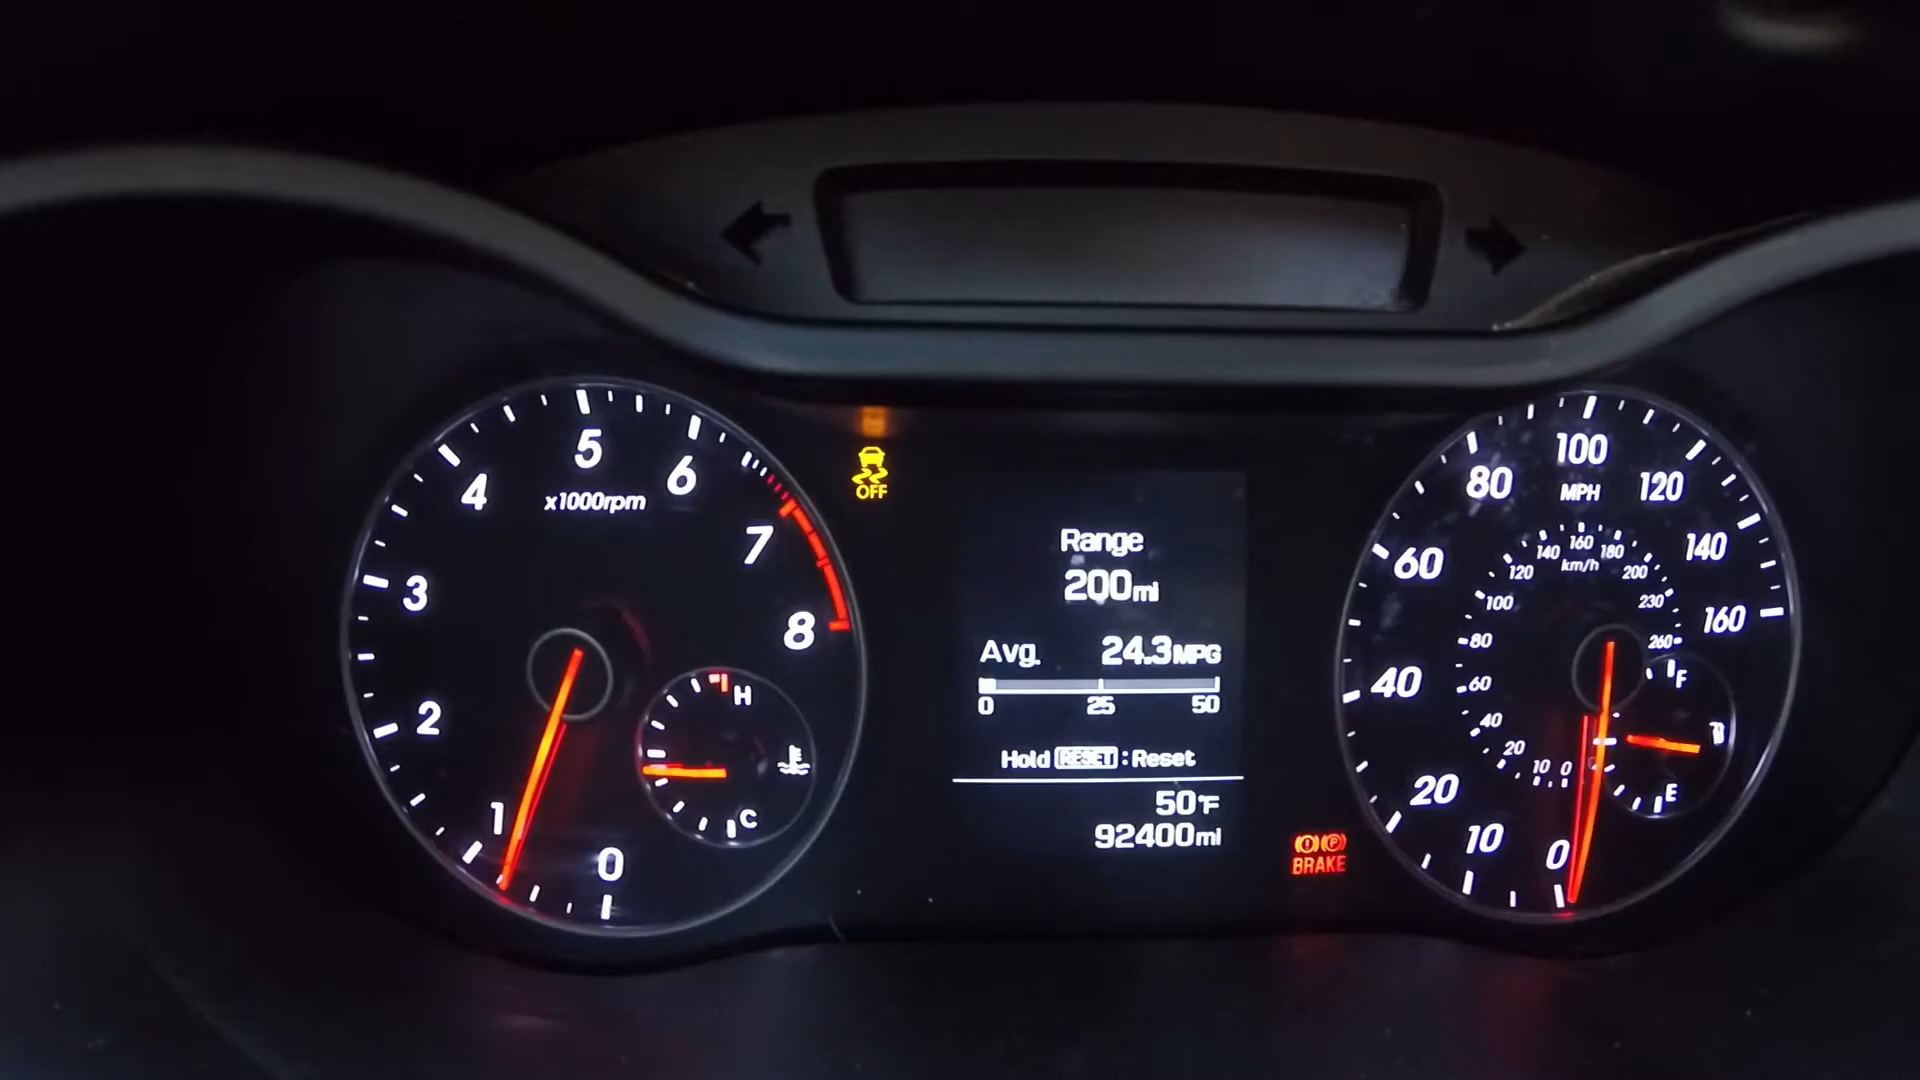 5
4
6
x1000rpm
7
3
8
2
H
1
C
0
OFF
Range
200mi
Avg. 24.3MPG
0 25 50
Hold RESET : Reset
50°F
92400mi
(!) (P)
BRAKE
100
80
MPH
120
60
140
160
40
20
10
0
160
140
180
km/h
120
200
100
230
80
260
60
40
20
10
0
F
E